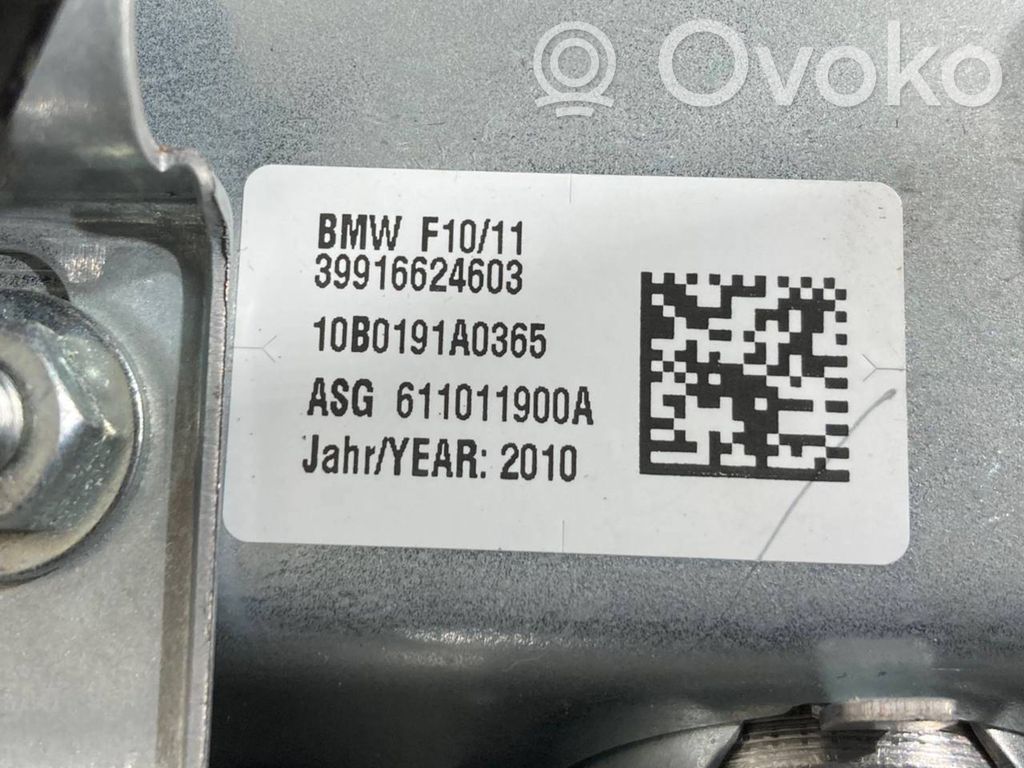 Ovoko
BMW F10/11
39916624603
10B0191A0365
ASG 611011900A
Jahr/YEAR: 2010